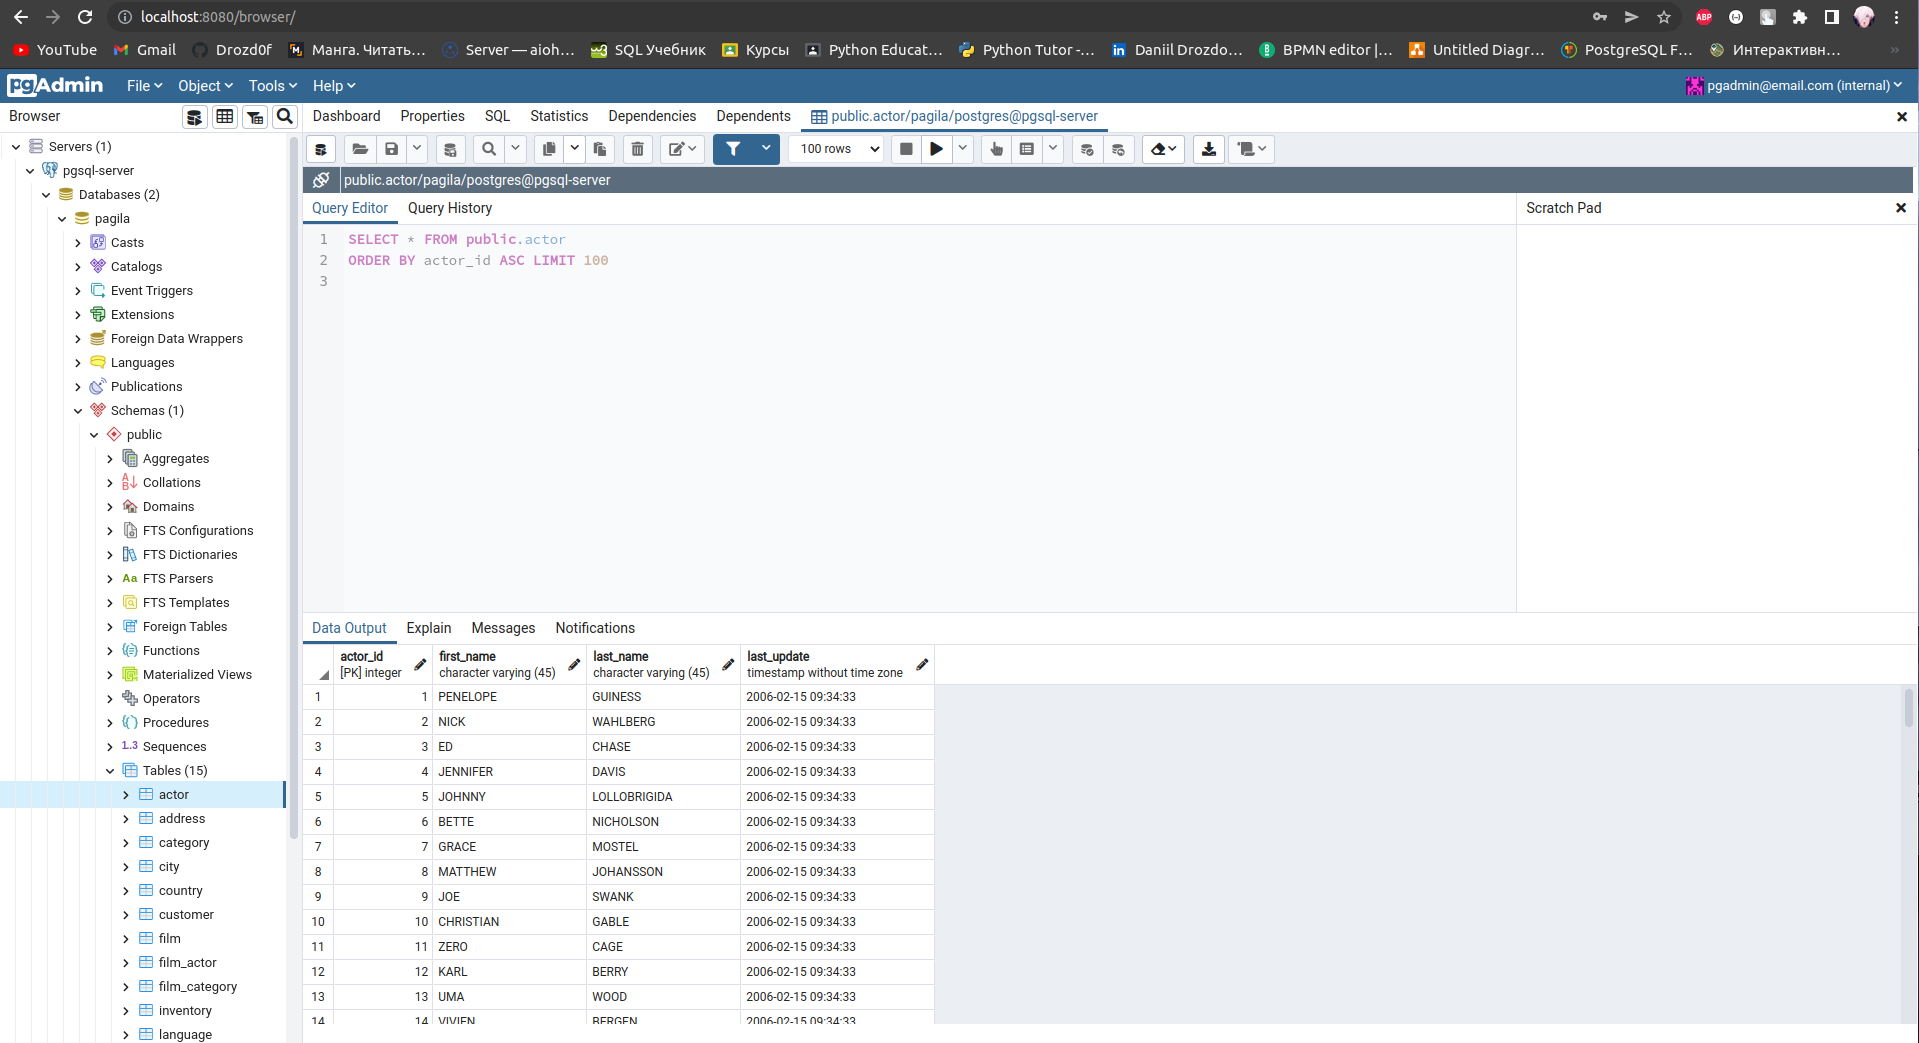 localhost:8080/browser/
YouTube Gmail Drozd0f Манга. Читать… Server — aioh… SQL Учебник Курсы Python Educat… Python Tutor -… Daniil Drozdo… BPMN editor |… Untitled Diagr… PostgreSQL F… Интерактивн… »
pgAdmin File Object Tools Help pgadmin@email.com (internal)
Browser Dashboard Properties SQL Statistics Dependencies Dependents public.actor/pagila/postgres@pgsql-server
100 rows
public.actor/pagila/postgres@pgsql-server
Query Editor Query History Scratch Pad
1 SELECT * FROM public.actor
2 ORDER BY actor_id ASC LIMIT 100
3
Servers (1)
pgsql-server
Databases (2)
pagila
Casts
Catalogs
Event Triggers
Extensions
Foreign Data Wrappers
Languages
Publications
Schemas (1)
public
Aggregates
Collations
Domains
FTS Configurations
FTS Dictionaries
Aa FTS Parsers
FTS Templates
Foreign Tables
Functions
Materialized Views
Operators
Procedures
1..3 Sequences
Tables (15)
actor
address
category
city
country
customer
film
film_actor
film_category
inventory
language
Data Output Explain Messages Notifications
actor_id first_name last_name last_update
[PK] integer character varying (45) character varying (45) timestamp without time zone
1 1 PENELOPE GUINESS 2006-02-15 09:34:33
2 2 NICK WAHLBERG 2006-02-15 09:34:33
3 3 ED CHASE 2006-02-15 09:34:33
4 4 JENNIFER DAVIS 2006-02-15 09:34:33
5 5 JOHNNY LOLLOBRIGIDA 2006-02-15 09:34:33
6 6 BETTE NICHOLSON 2006-02-15 09:34:33
7 7 GRACE MOSTEL 2006-02-15 09:34:33
8 8 MATTHEW JOHANSSON 2006-02-15 09:34:33
9 9 JOE SWANK 2006-02-15 09:34:33
10 10 CHRISTIAN GABLE 2006-02-15 09:34:33
11 11 ZERO CAGE 2006-02-15 09:34:33
12 12 KARL BERRY 2006-02-15 09:34:33
13 13 UMA WOOD 2006-02-15 09:34:33
14 14 VIVIEN BERGEN 2006-02-15 09:34:33